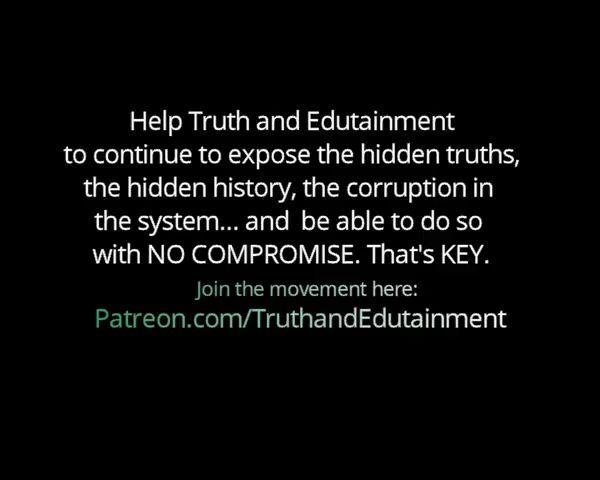 Help Truth and Edutainment
to continue to expose the hidden truths,
the hidden history, the corruption in
the system... and be able to do so
with NO COMPROMISE. That's KEY.
Join the movement here:
Patreon.com/TruthandEdutainment